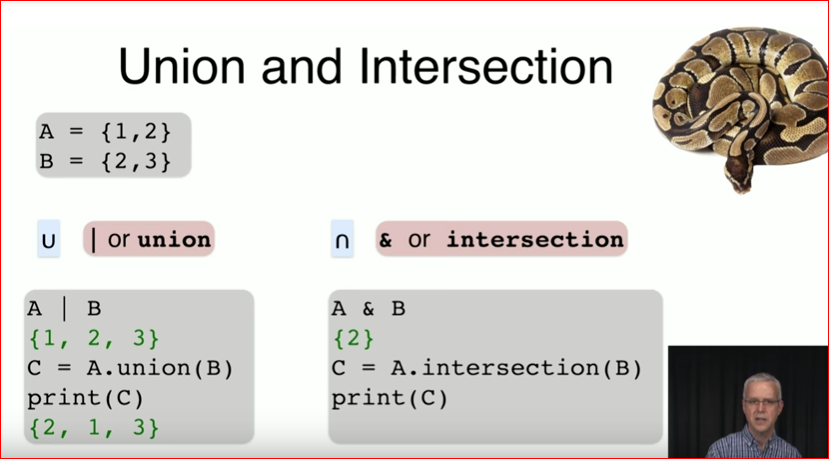 Union and Intersection
A = {1,2}
B = {2,3}
∪ | or union
∩ & or intersection
A | B
{1, 2, 3}
C = A.union(B)
print(C)
{2, 1, 3}
A & B
{2}
C = A.intersection(B)
print(C)